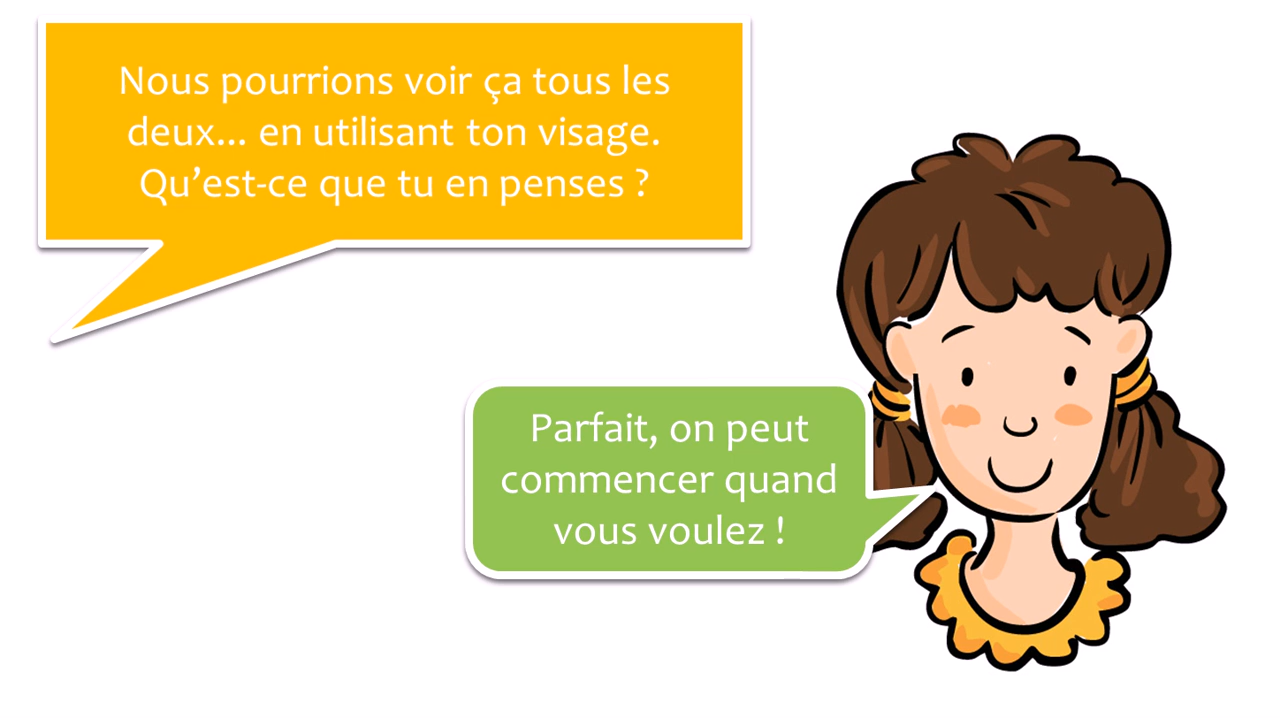 Nous pourrions voir ça tous les
deux... en utilisant ton visage.
Qu’est-ce que tu en penses ?
Parfait, on peut
commencer quand
vous voulez !